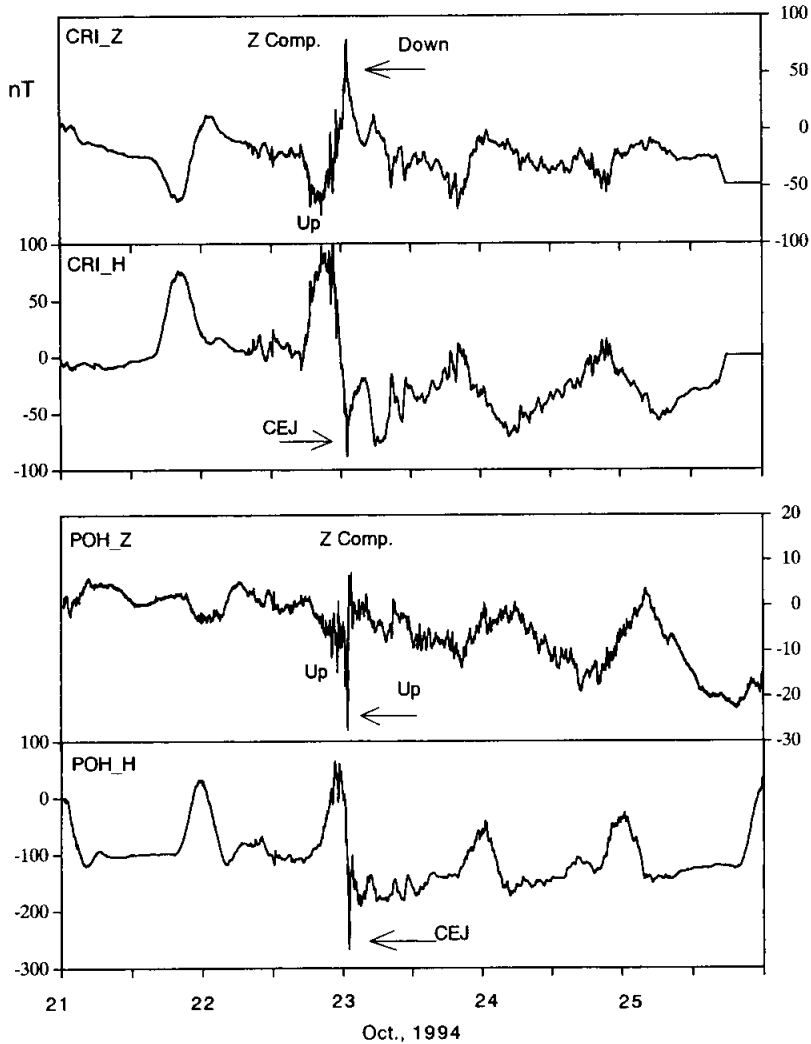 CRI_Z Z Comp. Down 100
nT 50
0
-50
Up
-100
100 CRI_H
50
0
-50 CEJ
-100
POH_Z Z Comp. 20
10
0
-10
Up Up
-20
-30
100 POH_H
0
-100
-200
CEJ
-300
21 22 23 24 25
Oct., 1994